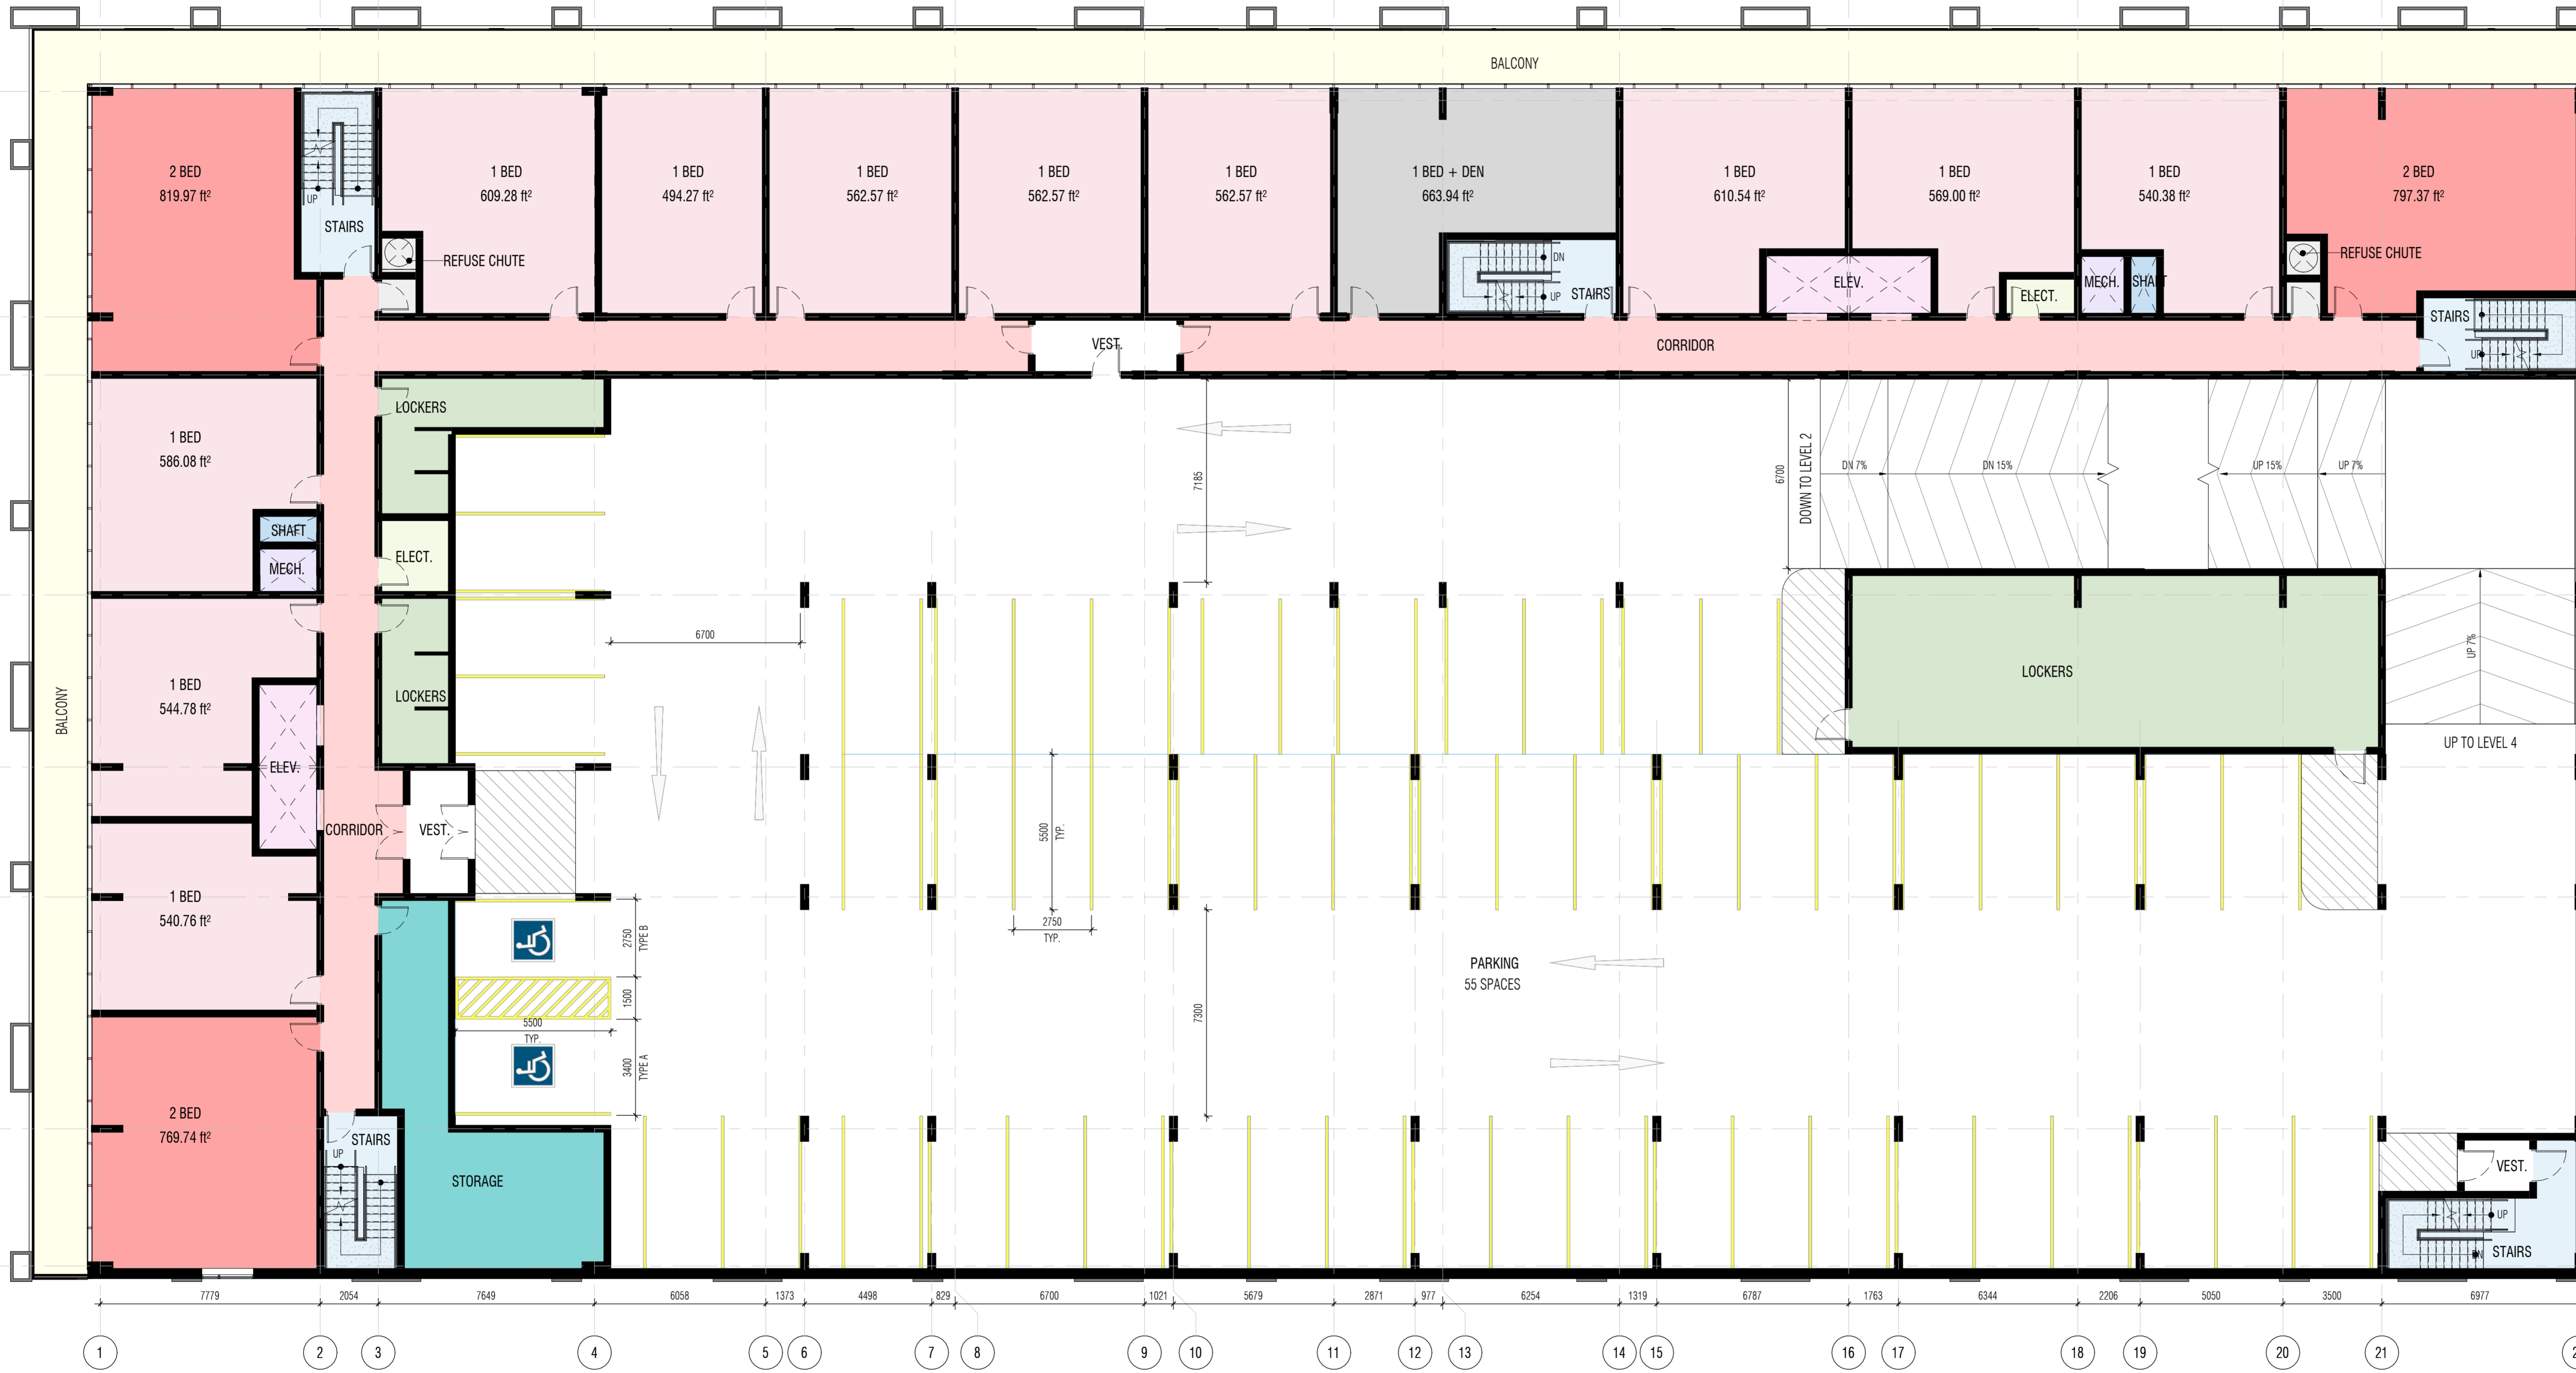 BALCONY
2 BED
819.97 ft²
UP
STAIRS
1 BED
609.28 ft²
REFUSE CHUTE
1 BED
494.27 ft²
1 BED
562.57 ft²
1 BED
562.57 ft²
1 BED
562.57 ft²
1 BED + DEN
663.94 ft²
DN
UP
STAIRS
1 BED
610.54 ft²
ELEV.
1 BED
569.00 ft²
ELECT.
1 BED
540.38 ft²
MECH.
SHAFT
2 BED
797.37 ft²
REFUSE CHUTE
STAIRS
UP
VEST.
CORRIDOR
LOCKERS
1 BED
586.08 ft²
SHAFT
MECH.
ELECT.
7185
6700
DOWN TO LEVEL 2
DN 7%
DN 15%
UP 15%
UP 7%
6700
1 BED
544.78 ft²
LOCKERS
BALCONY
ELEV.
LOCKERS
UP 7%
UP TO LEVEL 4
CORRIDOR
VEST.
5500
TYP.
1 BED
540.76 ft²
2750
TYPE B
2750
TYP.
PARKING
55 SPACES
1500
5500
TYP.
7300
3400
TYPE A
2 BED
769.74 ft²
STAIRS
UP
STORAGE
VEST.
UP
DN
STAIRS
7779
2054
7649
6058
1373
4498
829
6700
1021
5679
2871
977
6254
1319
6787
1763
6344
2206
5050
3500
6977
1
2
3
4
5
6
7
8
9
10
11
12
13
14
15
16
17
18
19
20
21